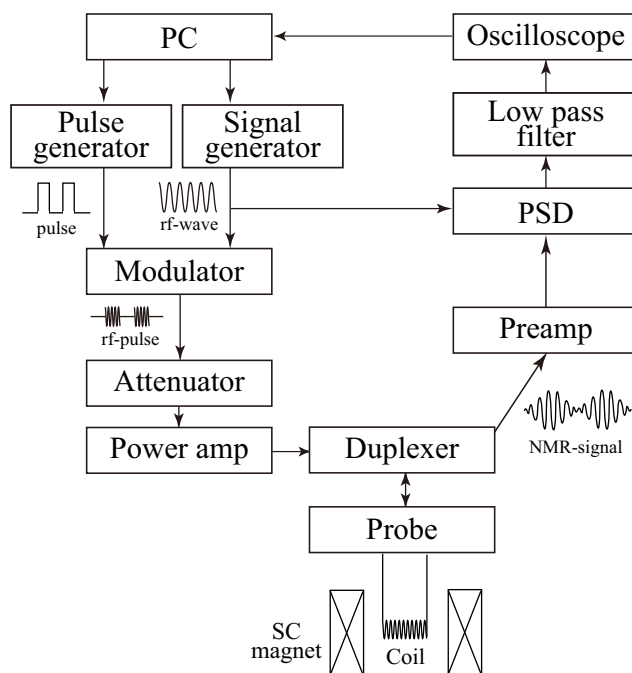 PC
Oscilloscope
Pulse
generator
Signal
generator
Low pass
filter
pulse
rf-wave
PSD
Modulator
rf-pulse
Preamp
Attenuator
Power amp
Duplexer
NMR-signal
Probe
SC
magnet
Coil